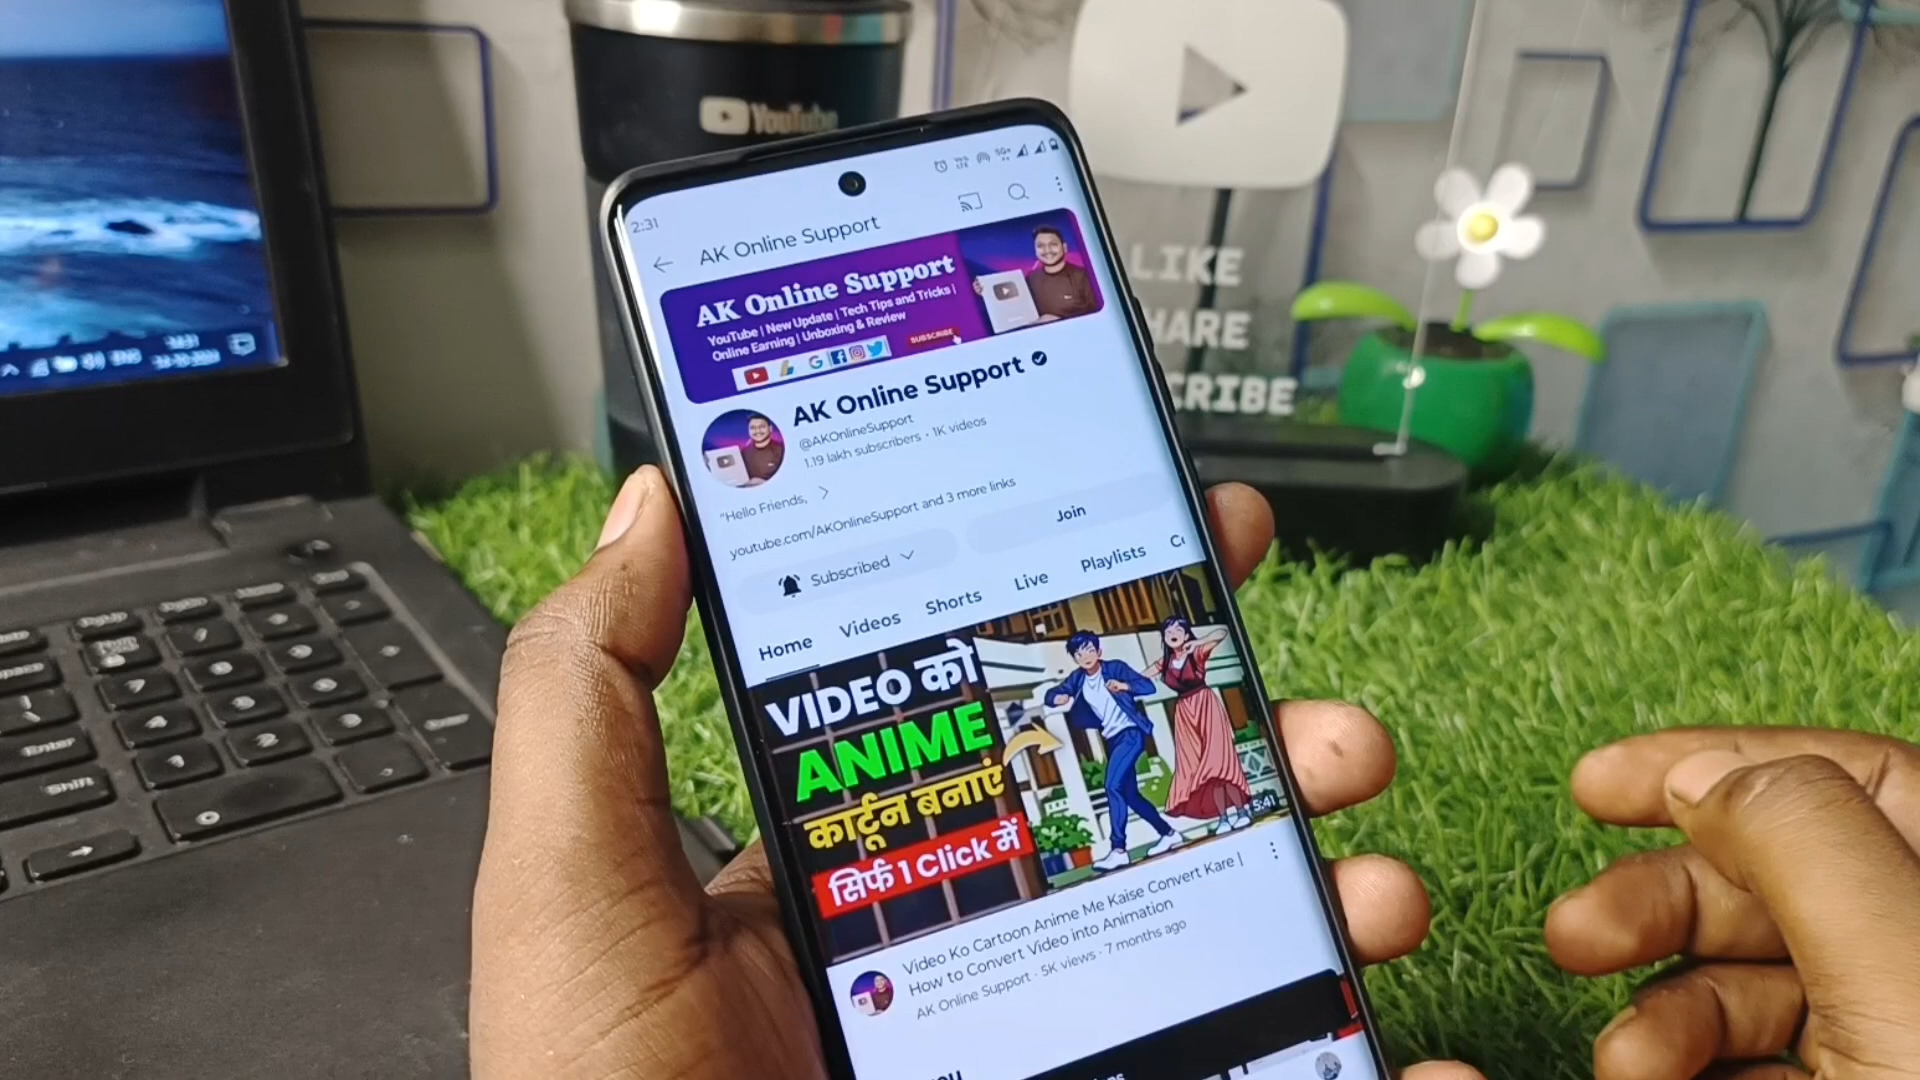 YouTube
LIKE
SHARE
CRIBE
2:31
AK Online Support
AK Online Support
YouTube | New Update | Tech Tips and Tricks |
Online Earning | Unboxing & Review
SUBSCRIBE
AK Online Support
@AKOnlineSupport
1.19 lakh subscribers · 1K videos
"Hello Friends,
youtube.com/AKOnlineSupport and 3 more links
Subscribed
Join
Home Videos Shorts Live Playlists
VIDEO को
ANIME
कार्टून बनाएं
सिर्फ 1 Click में
5:41
Video Ko Cartoon Anime Me Kaise Convert Kare |
How to Convert Video into Animation
AK Online Support · 5K views · 7 months ago
Enter
Shift
Enter